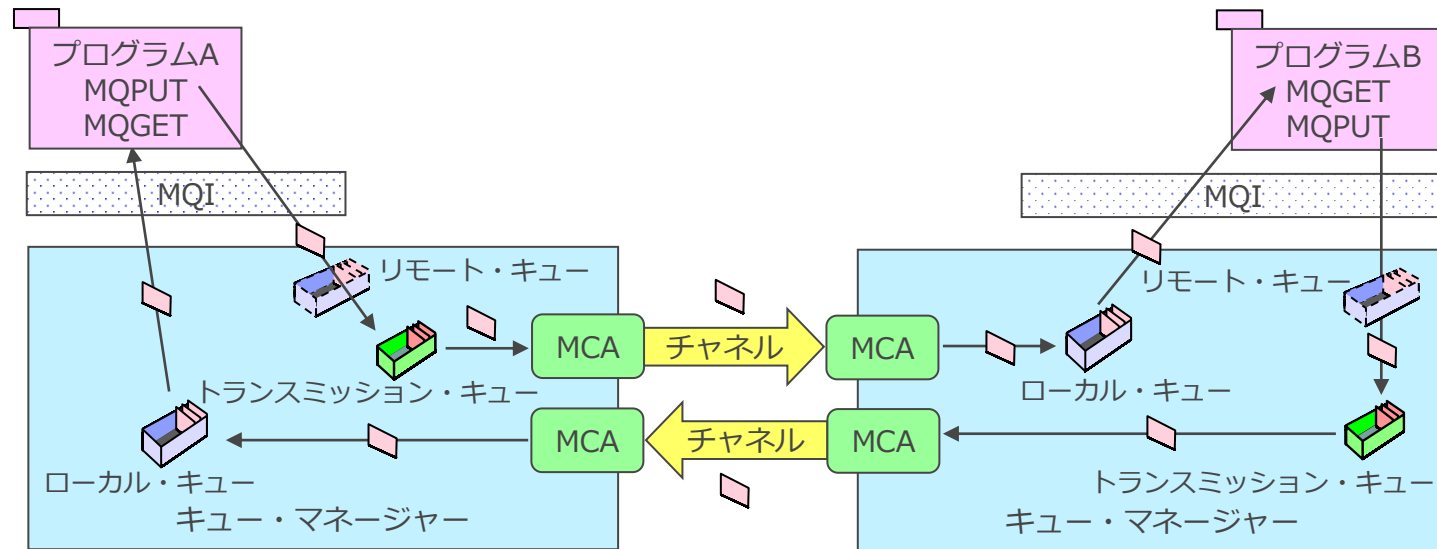 プログラムA
MQPUT
MQGET
プログラムB
MQGET
MQPUT
MQI
MQI
リモート・キュー
リモート・キュー
MCA
チャネル
MCA
トランスミッション・キュー
ローカル・キュー
MCA
チャネル
MCA
ローカル・キュー
トランスミッション・キュー
キュー・マネージャー
キュー・マネージャー